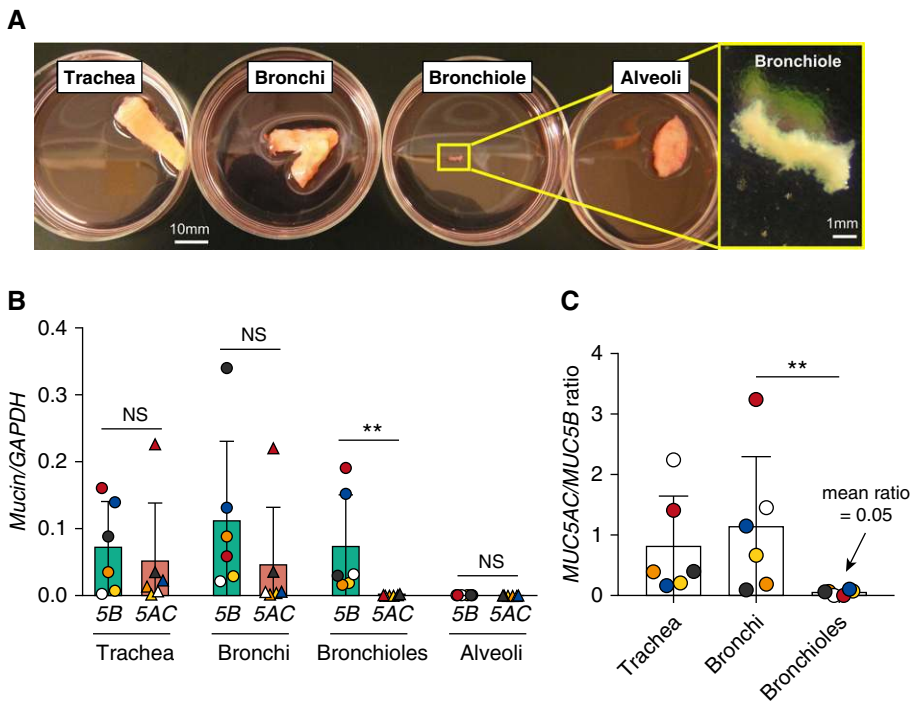 A
Trachea
Bronchi
Bronchiole
Alveoli
Bronchiole
10mm
1mm
B
Mucin/GAPDH
0.4
0.3
0.2
0.1
0.0
NS
NS
**
NS
5B 5AC 5B 5AC 5B 5AC 5B 5AC
Trachea Bronchi Bronchioles Alveoli
C
MUC5AC/MUC5B ratio
4
3
2
1
0
**
mean ratio
= 0.05
Trachea
Bronchi
Bronchioles